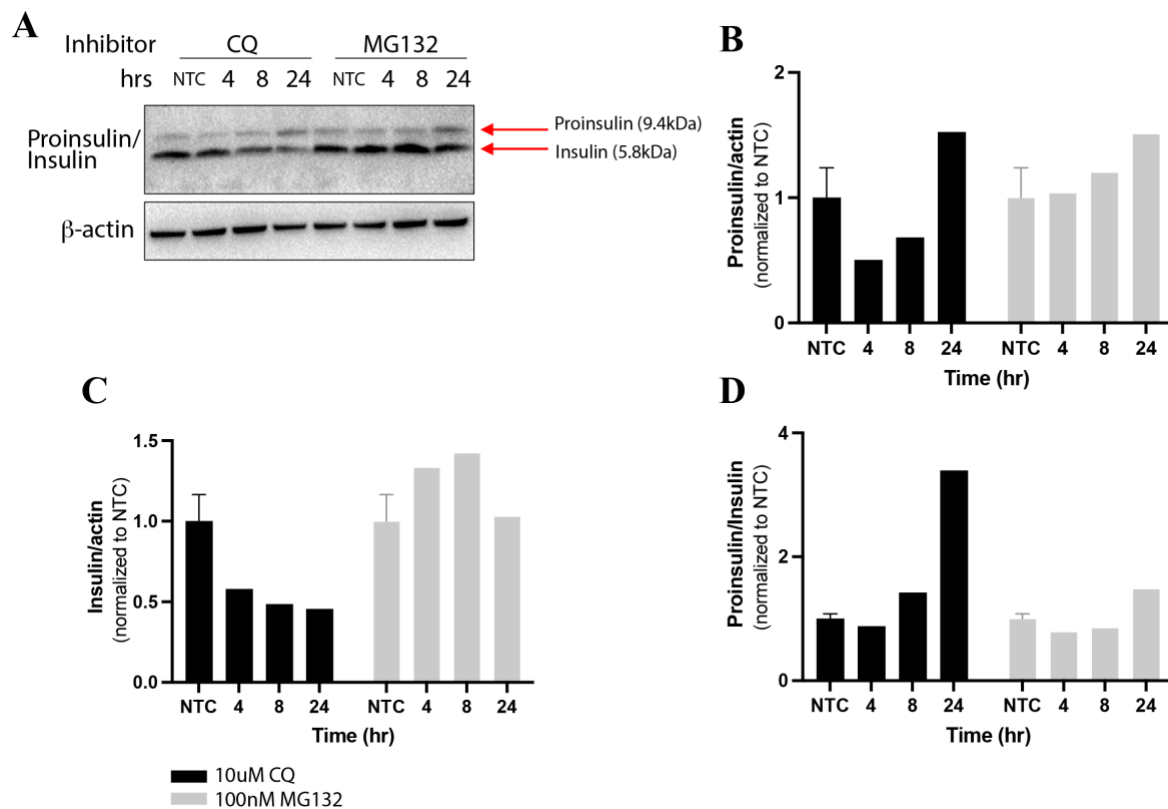 A
Inhibitor CQ MG132
hrs NTC 4 8 24 NTC 4 8 24
Proinsulin/
Insulin
Proinsulin (9.4kDa)
Insulin (5.8kDa)
β-actin
B
Proinsulin/actin
(normalized to NTC)
2
1
0
NTC 4 8 24 NTC 4 8 24
Time (hr)
C
Insulin/actin
(normalized to NTC)
1.5
1.0
0.5
0.0
NTC 4 8 24 NTC 4 8 24
Time (hr)
D
Proinsulin/Insulin
(normalized to NTC)
4
2
0
NTC 4 8 24 NTC 4 8 24
Time (hr)
10uM CQ
100nM MG132